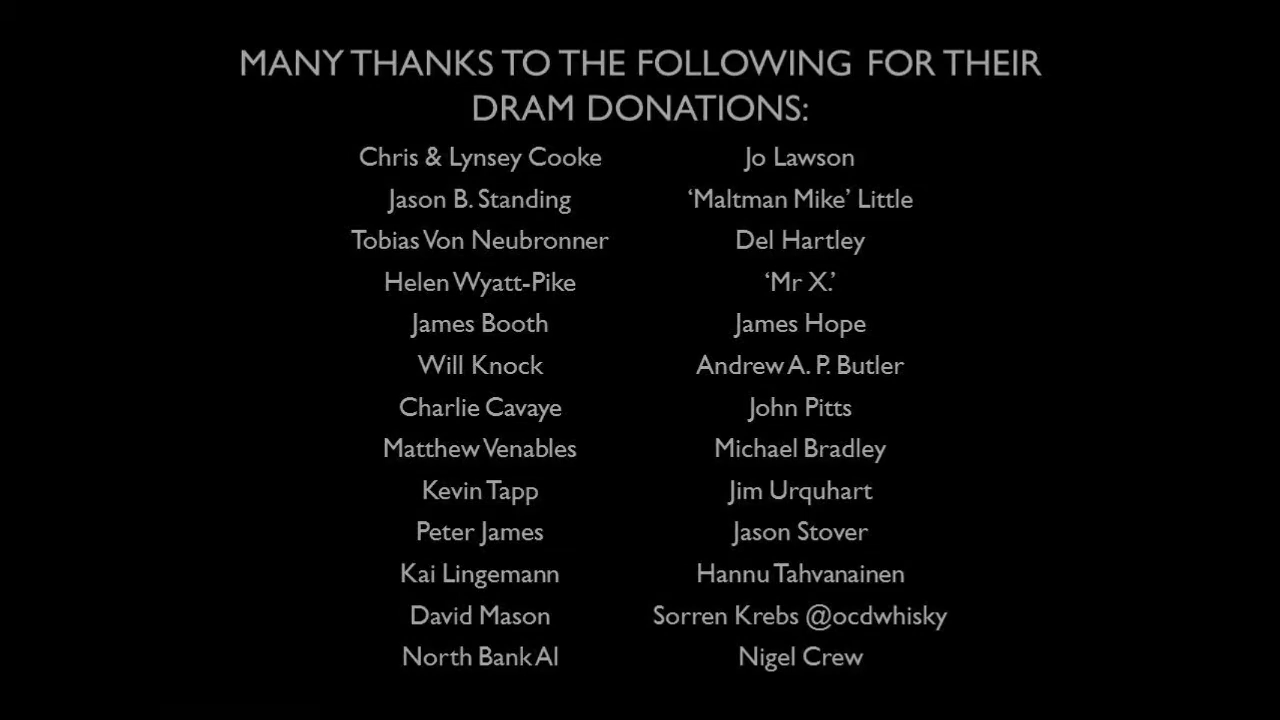 MANY THANKS TO THE FOLLOWING FOR THEIR
DRAM DONATIONS:
Chris & Lynsey Cooke
Jason B. Standing
Tobias Von Neubronner
Helen Wyatt-Pike
James Booth
Will Knock
Charlie Cavaye
Matthew Venables
Kevin Tapp
Peter James
Kai Lingemann
David Mason
North Bank Al
Jo Lawson
‘Maltman Mike’ Little
Del Hartley
‘Mr X.’
James Hope
Andrew A. P. Butler
John Pitts
Michael Bradley
Jim Urquhart
Jason Stover
Hannu Tahvanainen
Sorren Krebs @ocdwhisky
Nigel Crew